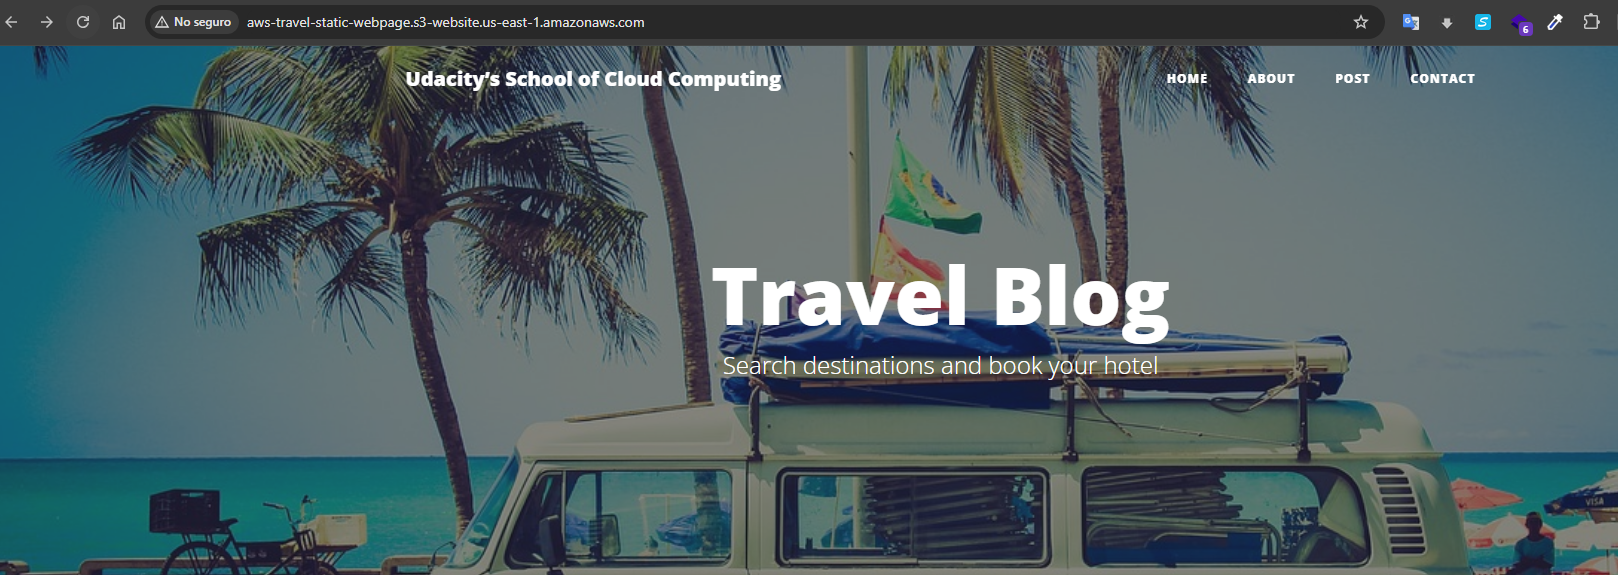 No seguro
aws-travel-static-webpage.s3-website.us-east-1.amazonaws.com
6
Udacity’s School of Cloud Computing
HOME
ABOUT
POST
CONTACT
Travel Blog
Search destinations and book your hotel
VISA